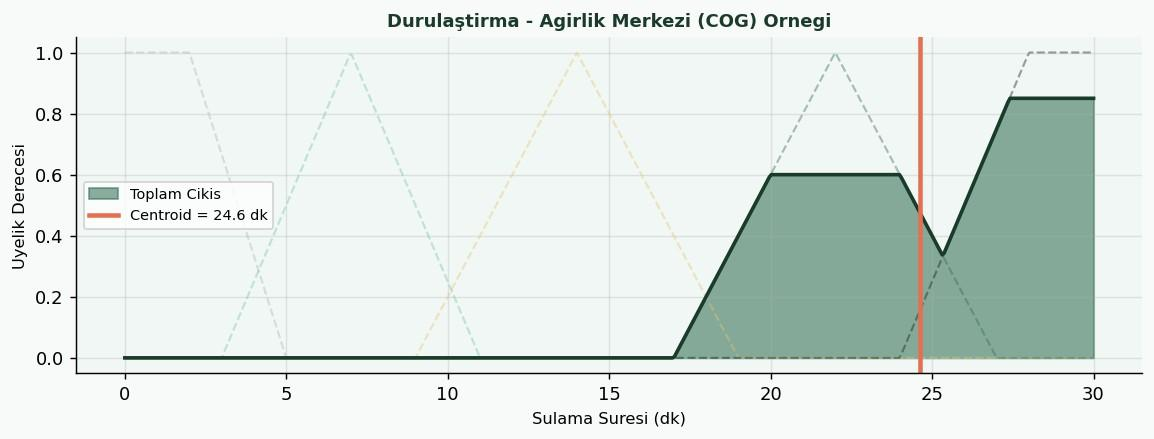 Durulaştirma - Agirlik Merkezi (COG) Ornegi
Uyelik Derecesi
1.0
0.8
0.6
0.4
0.2
0.0
Toplam Cikis
Centroid = 24.6 dk
0 5 10 15 20 25 30
Sulama Suresi (dk)